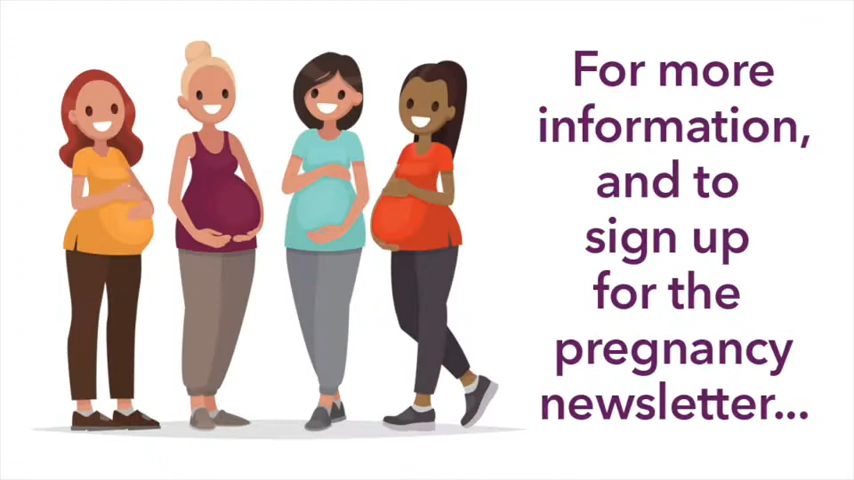 For more
information,
and to
sign up
for the
pregnancy
newsletter...